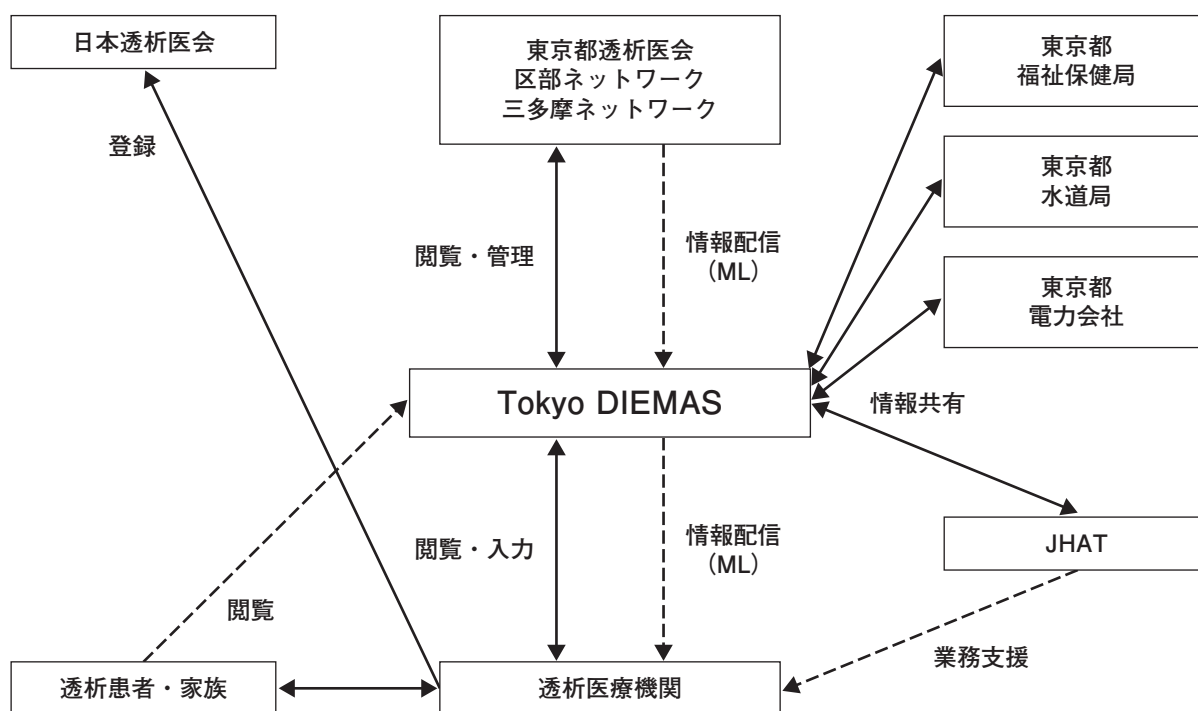 日本透析医会
東京都透析医会
区部ネットワーク
三多摩ネットワーク
東京都
福祉保健局
登録
東京都
水道局
閲覧・管理
情報配信
（ML）
東京都
電力会社
Tokyo DIEMAS
情報共有
閲覧・入力
情報配信
（ML）
JHAT
閲覧
業務支援
透析患者・家族
透析医療機関